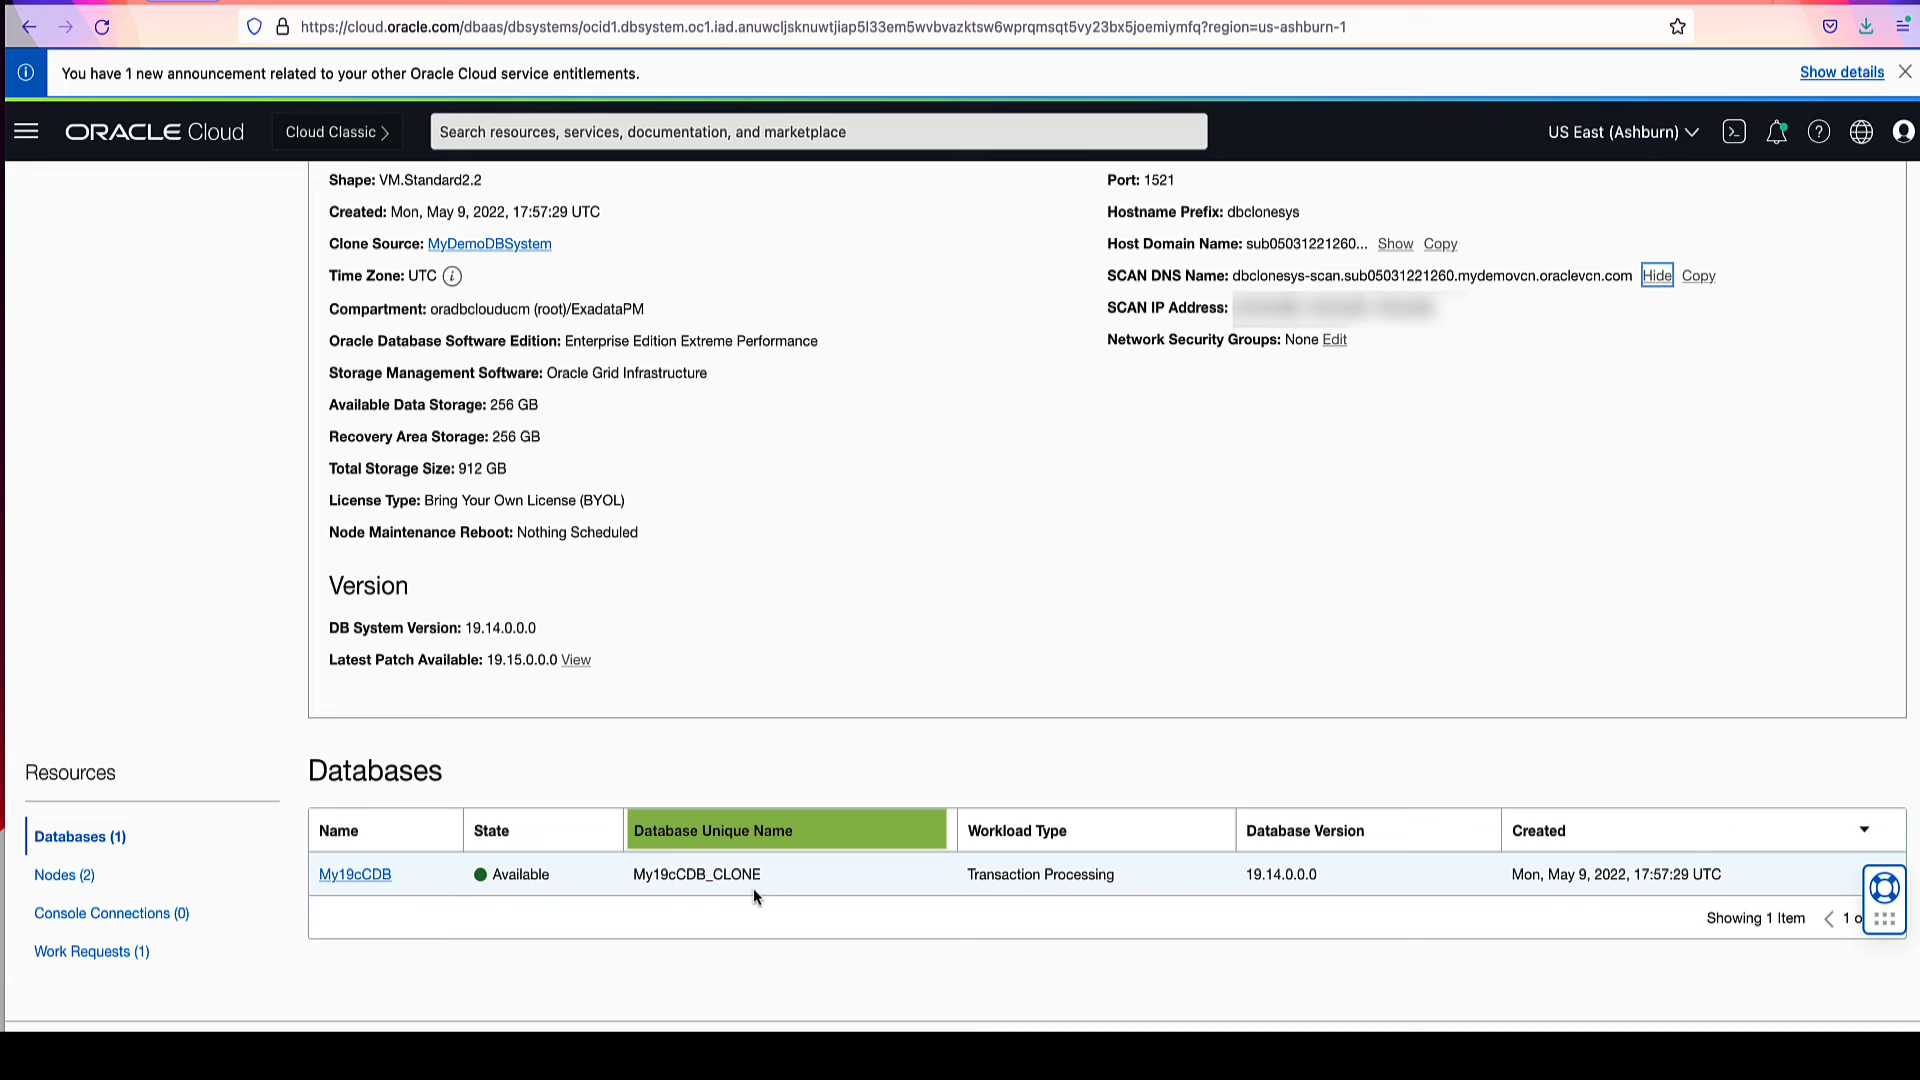 https://cloud.oracle.com/dbaas/dbsystems/ocid1.dbsystem.oc1.iad.anuwcljsknuwtjiap5l33em5wvbvazktsw6wprqmsqt5vy23bx5joemiymfq?region=us-ashburn-1
You have 1 new announcement related to your other Oracle Cloud service entitlements.
Show details
ORACLE Cloud
Cloud Classic
Search resources, services, documentation, and marketplace
US East (Ashburn)
Shape: VM.Standard2.2
Created: Mon, May 9, 2022, 17:57:29 UTC
Clone Source: MyDemoDBSystem
Time Zone: UTC
Compartment: oradbclouducm (root)/ExadataPM
Oracle Database Software Edition: Enterprise Edition Extreme Performance
Storage Management Software: Oracle Grid Infrastructure
Available Data Storage: 256 GB
Recovery Area Storage: 256 GB
Total Storage Size: 912 GB
License Type: Bring Your Own License (BYOL)
Node Maintenance Reboot: Nothing Scheduled
Version
DB System Version: 19.14.0.0.0
Latest Patch Available: 19.15.0.0.0 View
Port: 1521
Hostname Prefix: dbclonesys
Host Domain Name: sub05031221260... Show Copy
SCAN DNS Name: dbclonesys-scan.sub05031221260.mydemovcn.oraclevcn.com Hide Copy
SCAN IP Address:
Network Security Groups: None Edit
Resources
Databases (1)
Nodes (2)
Console Connections (0)
Work Requests (1)
Databases
Name State Database Unique Name Workload Type Database Version Created
My19cCDB Available My19cCDB_CLONE Transaction Processing 19.14.0.0.0 Mon, May 9, 2022, 17:57:29 UTC
Showing 1 Item 1 o